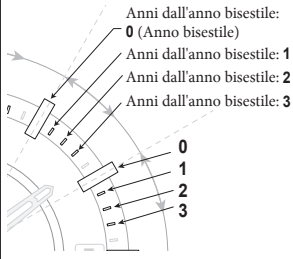 Anni dall'anno bisestile:
0 (Anno bisestile)
Anni dall'anno bisestile: 1
Anni dall'anno bisestile: 2
Anni dall'anno bisestile: 3
0
1
2
3